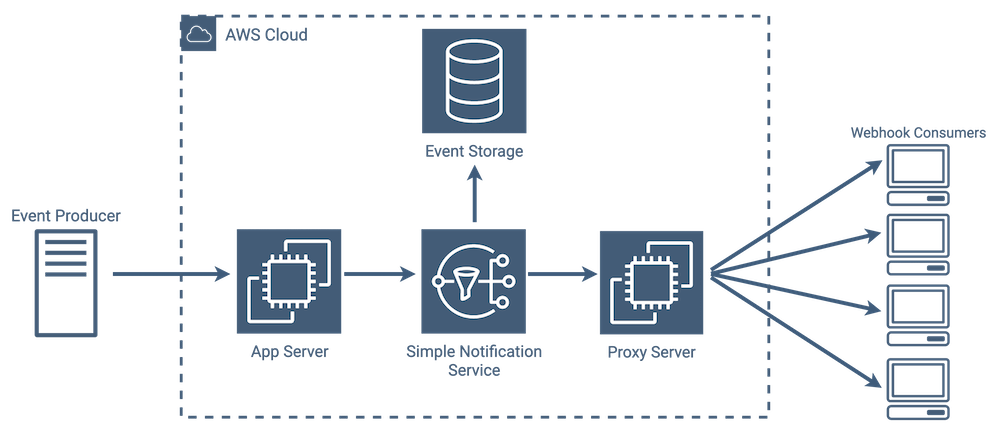 AWS Cloud
Event Storage
Webhook Consumers
Event Producer
App Server
Simple Notification
Service
Proxy Server